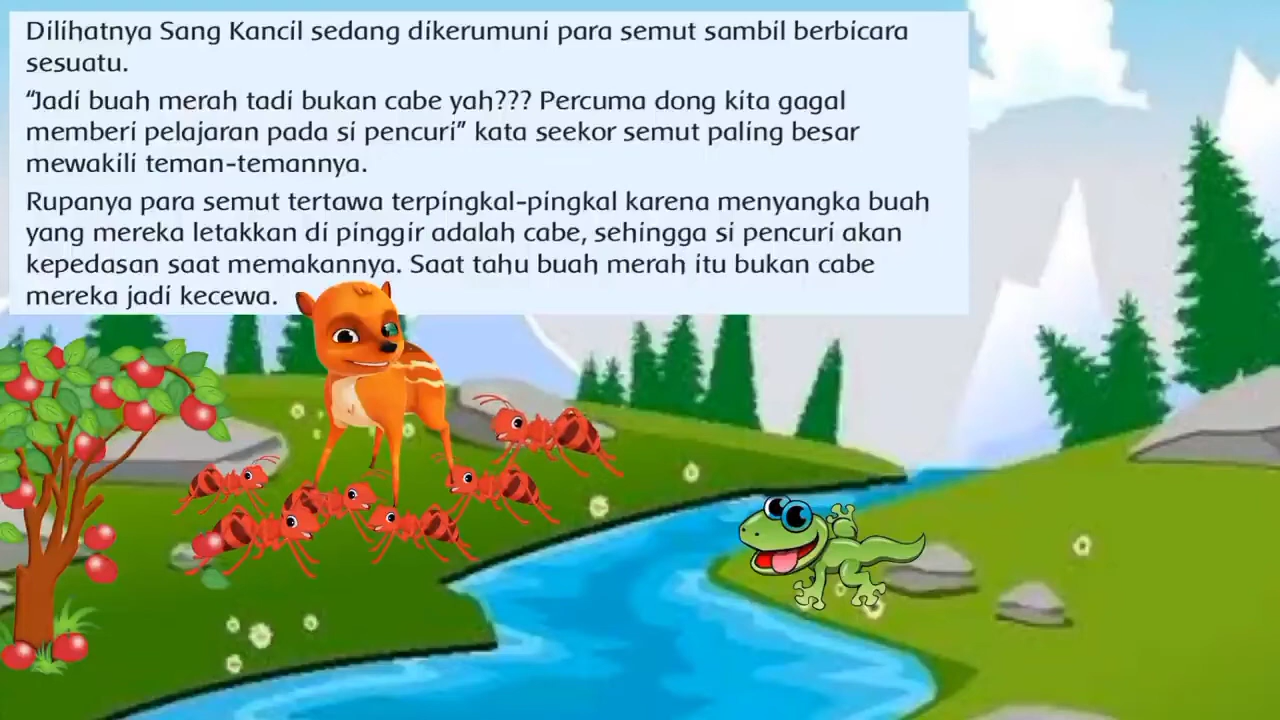 Dilihatnya Sang Kancil sedang dikerumuni para semut sambil berbicara
sesuatu.
“Jadi buah merah tadi bukan cabe yah??? Percuma dong kita gagal
memberi pelajaran pada si pencuri” kata seekor semut paling besar
mewakili teman-temannya.
Rupanya para semut tertawa terpingkal-pingkal karena menyangka buah
yang mereka letakkan di pinggir adalah cabe, sehingga si pencuri akan
kepedasan saat memakannya. Saat tahu buah merah itu bukan cabe
mereka jadi kecewa.